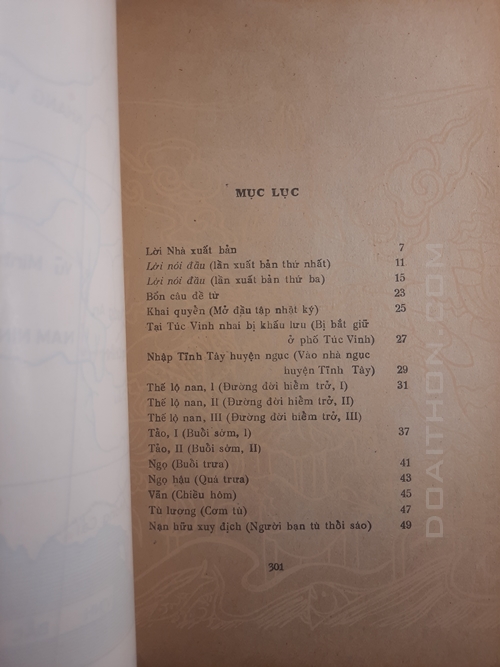 MỤC LỤC
Lời Nhà xuất bản 7
Lời nói đầu (lần xuất bản thứ nhất) 11
Lời nói đầu (lần xuất bản thứ ba) 15
Bốn câu đề từ 23
Khai quyển (Mở đầu tập nhật ký) 25
Tại Túc Vinh nhai bị khấu lưu (Bị bắt giữ
ở phố Túc Vinh) 27
Nhập Tĩnh Tây huyện ngục (Vào nhà ngục
huyện Tĩnh Tây) 29
Thế lộ nan, I (Đường đời hiểm trở, I) 31
Thế lộ nan, II (Đường đời hiểm trở, II)
Thế lộ nan, III (Đường đời hiểm trở, III)
Tảo, I (Buổi sớm, I) 37
Tảo, II (Buổi sớm, II)
Ngọ (Buổi trưa) 41
Ngọ hậu (Quá trưa) 43
Vãn (Chiều hôm) 45
Tù lương (Cơm tù) 47
Nạn hữu xuy địch (Người bạn tù thổi sáo) 49
301
DOAITHON.COM